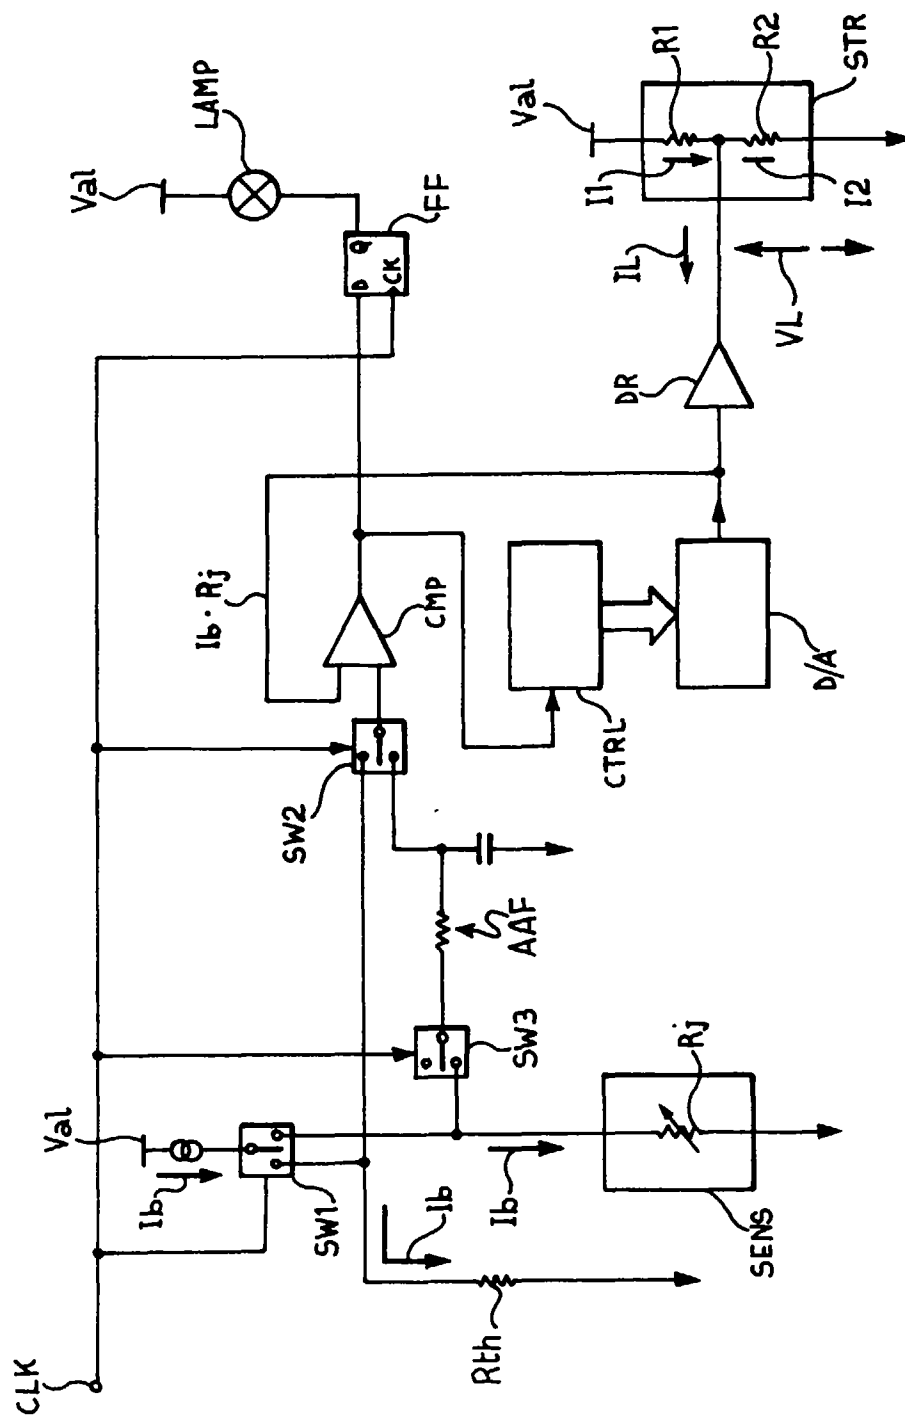 CLK
Val
Ib
SW1
Rth
Ib
Ib
SENS
Rj
SW3
AAF
SW2
Ib · Rj
CMP
CTRL
D/A
Val
LAMP
D Q
CK
FF
DR
IL
VL
Val
I1
I2
R1
R2
STR